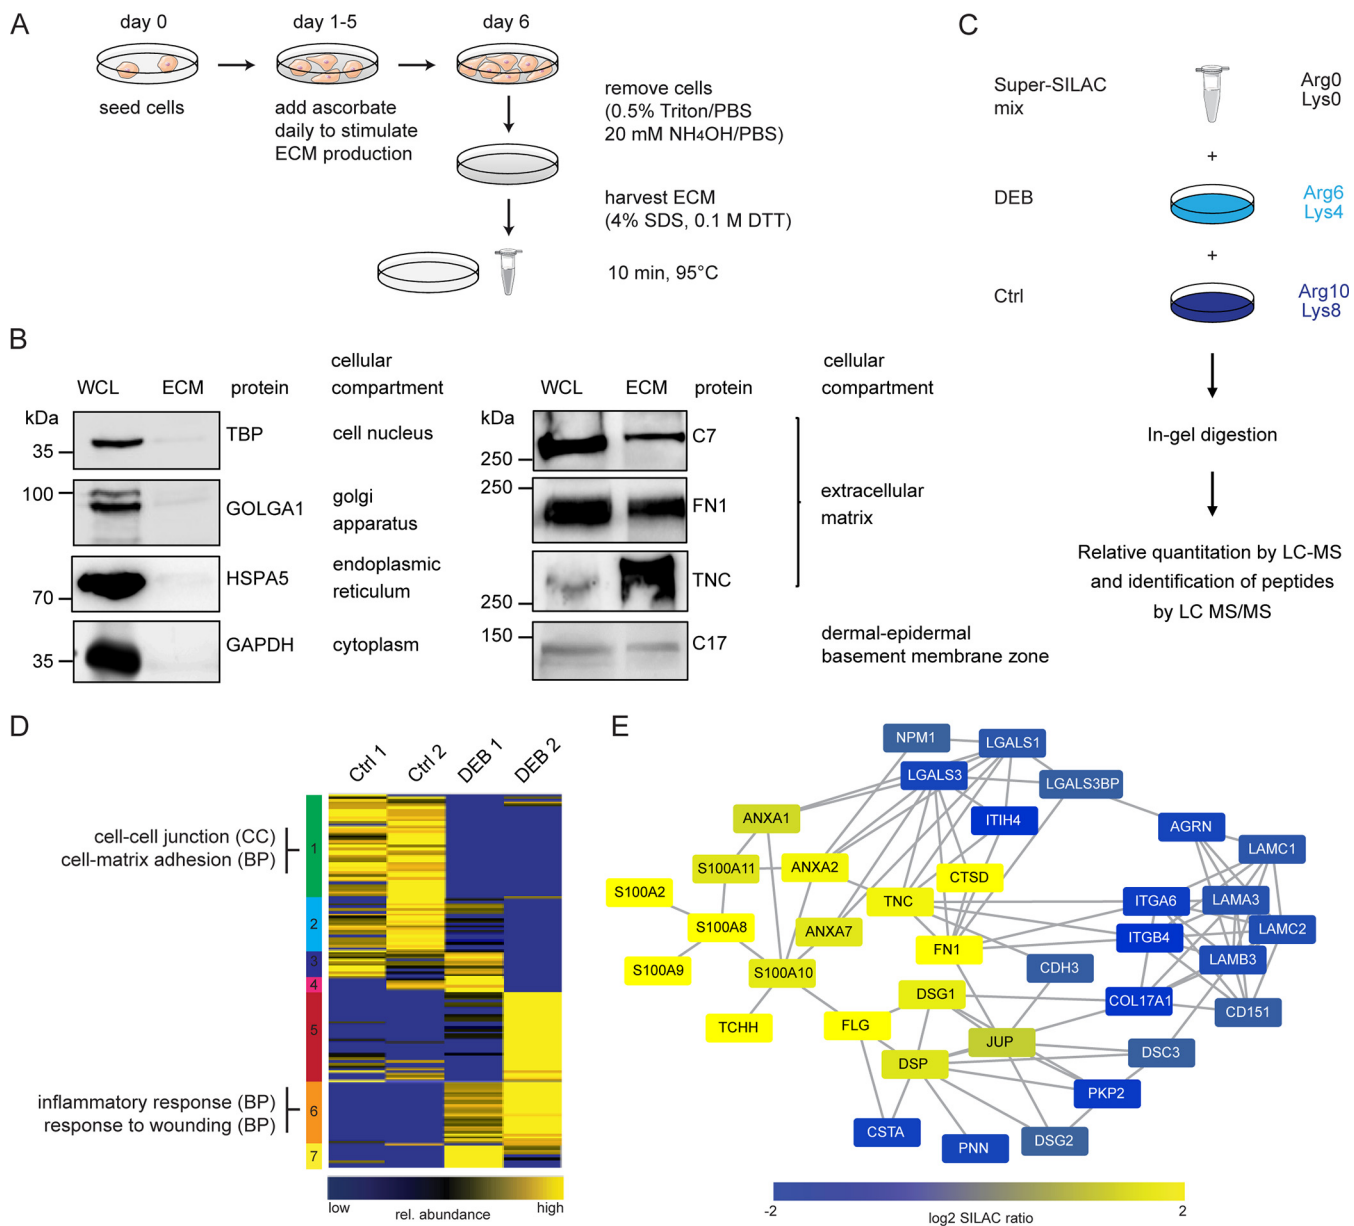 A
day 0
day 1-5
day 6
seed cells
add ascorbate
daily to stimulate
ECM production
remove cells
(0.5% Triton/PBS
20 mM NH4OH/PBS)
harvest ECM
(4% SDS, 0.1 M DTT)
10 min, 95°C
C
Super-SILAC
mix
Arg0
Lys0
+
DEB
Arg6
Lys4
+
Ctrl
Arg10
Lys8
In-gel digestion
Relative quantitation by LC-MS
and identification of peptides
by LC MS/MS
B
WCL
ECM
protein
cellular
compartment
kDa
35
TBP
cell nucleus
100
GOLGA1
golgi
apparatus
70
HSPA5
endoplasmic
reticulum
35
GAPDH
cytoplasm
WCL
ECM
protein
cellular
compartment
kDa
250
C7
250
FN1
extracellular
matrix
250
TNC
150
C17
dermal-epidermal
basement membrane zone
D
Ctrl 1
Ctrl 2
DEB 1
DEB 2
cell-cell junction (CC)
cell-matrix adhesion (BP)
1
2
3
4
5
inflammatory response (BP)
response to wounding (BP)
6
7
low
rel. abundance
high
E
NPM1
LGALS1
LGALS3
LGALS3BP
ANXA1
ITIH4
AGRN
LAMC1
S100A11
ANXA2
CTSD
S100A2
TNC
ITGA6
LAMA3
S100A8
ANXA7
ITGB4
LAMC2
FN1
S100A9
S100A10
CDH3
LAMB3
DSG1
COL17A1
CD151
TCHH
FLG
JUP
DSC3
DSP
PKP2
CSTA
PNN
DSG2
-2
log2 SILAC ratio
2